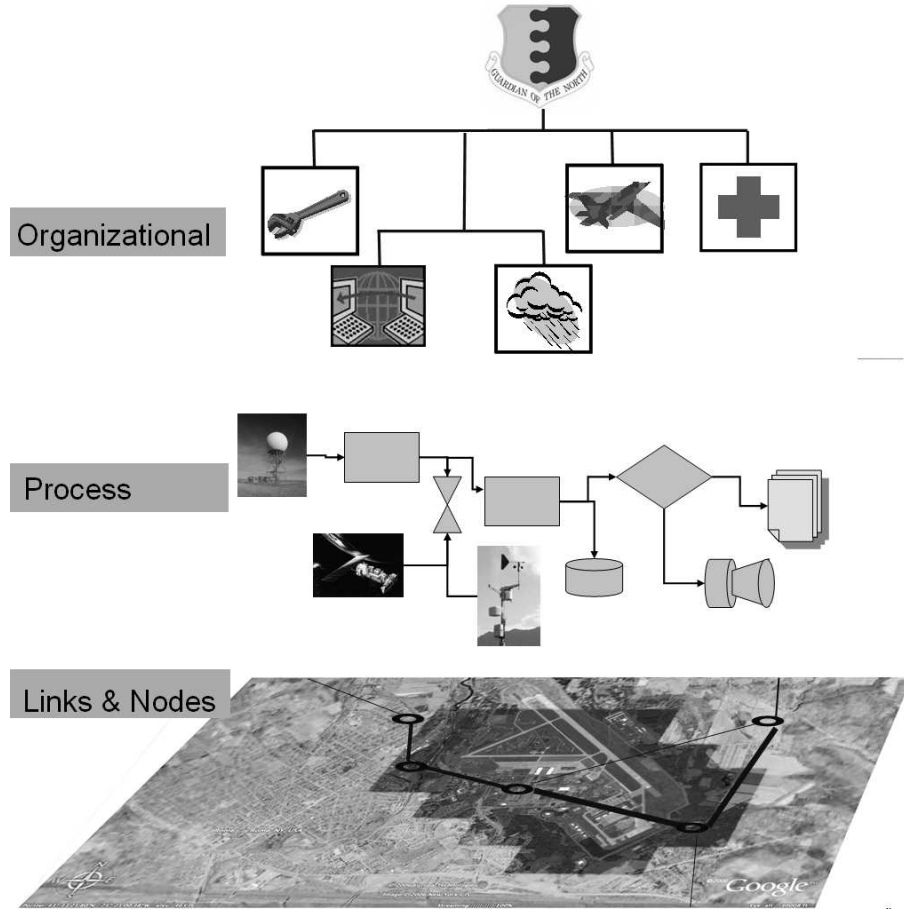 GUARDIAN OF THE NORTH
Organizational
Process
Links & Nodes
Google